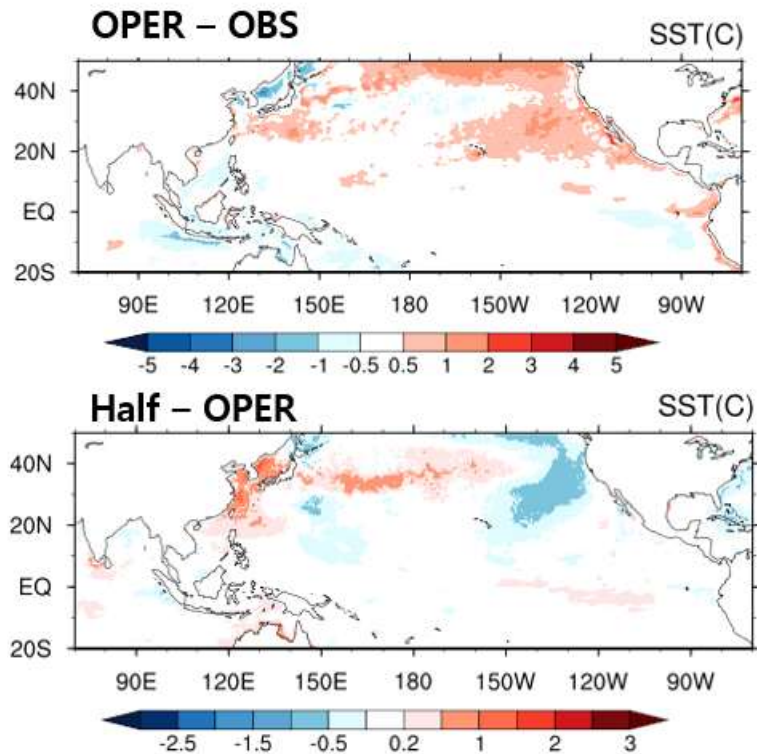 OPER – OBS
SST(C)
40N
20N
EQ
20S
90E 120E 150E 180 150W 120W 90W
-5 -4 -3 -2 -1 -0.5 0.5 1 2 3 4 5
Half – OPER
SST(C)
40N
20N
EQ
20S
90E 120E 150E 180 150W 120W 90W
-2.5 -1.5 -0.5 0.2 1 2 3